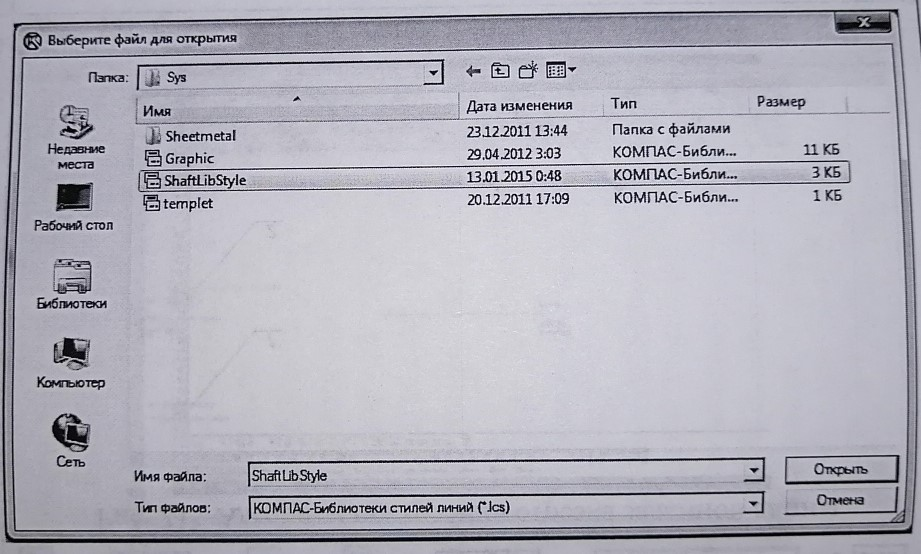 Выберите файл для открытия
Папка: Sys
Имя Дата изменения Тип Размер
Sheetmetal 23.12.2011 13:44 Папка с файлами
Graphic 29.04.2012 3:03 КОМПАС-Библи... 11 КБ
ShaftLibStyle 13.01.2015 0:48 КОМПАС-Библи... 3 КБ
templet 20.12.2011 17:09 КОМПАС-Библи... 1 КБ
Недавние
места
Рабочий стол
Библиотеки
Компьютер
Сеть
Имя файла: ShaftLibStyle Открыть
Тип файлов: КОМПАС-Библиотеки стилей линий (*.lcs) Отмена